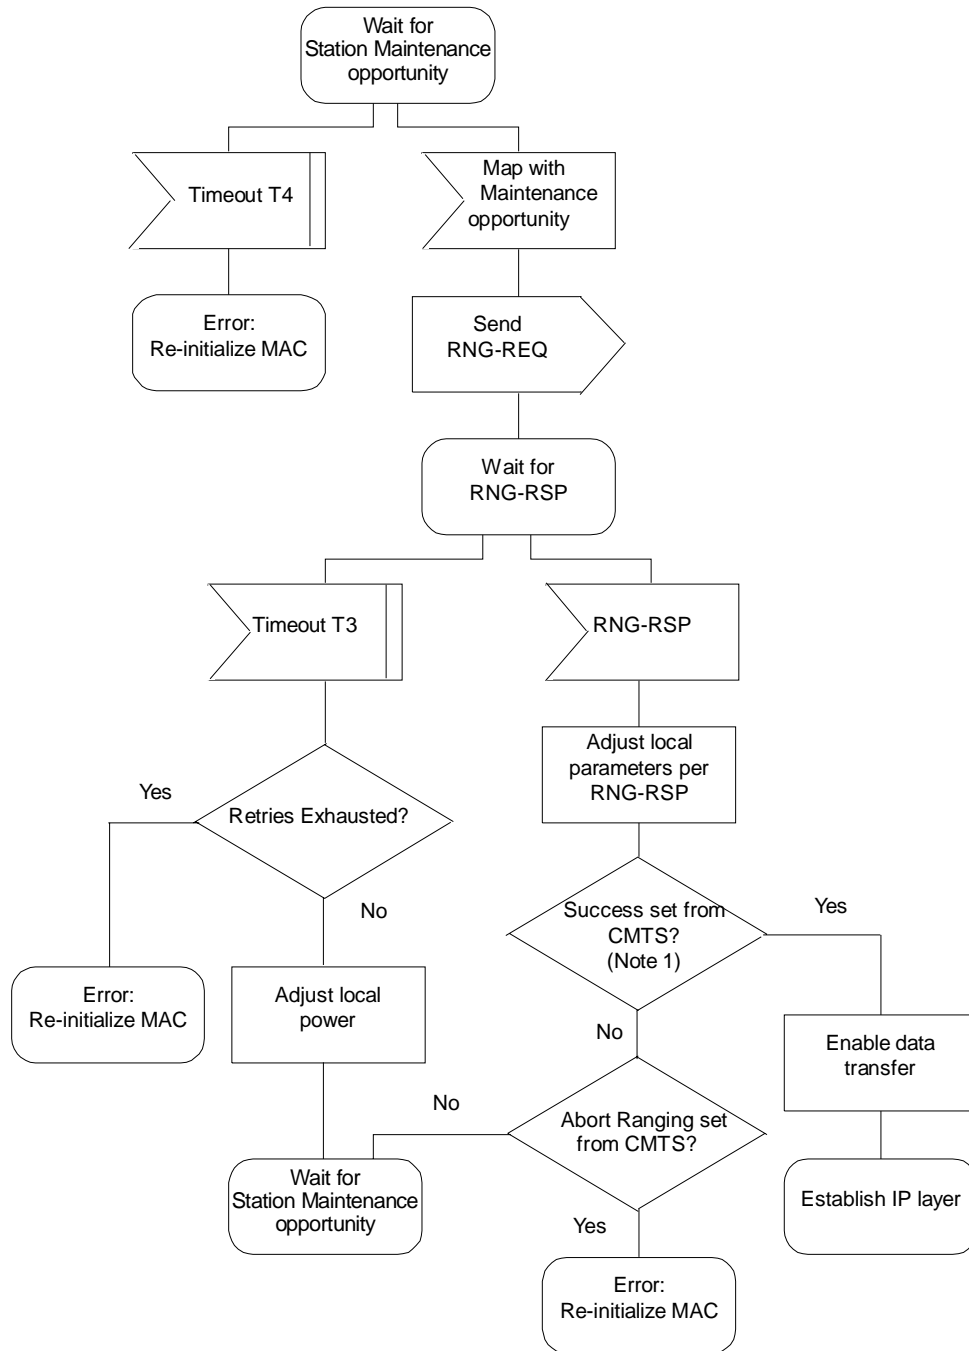 Wait for
Station Maintenance
opportunity
Timeout T4
Map with
Maintenance
opportunity
Error:
Re-initialize MAC
Send
RNG-REQ
Wait for
RNG-RSP
Timeout T3
RNG-RSP
Adjust local
parameters per
RNG-RSP
Yes
Retries Exhausted?
No
Success set from
CMTS?
(Note 1)
Yes
Error:
Re-initialize MAC
Adjust local
power
No
Enable data
transfer
No
Abort Ranging set
from CMTS?
Wait for
Station Maintenance
opportunity
Establish IP layer
Yes
Error:
Re-initialize MAC